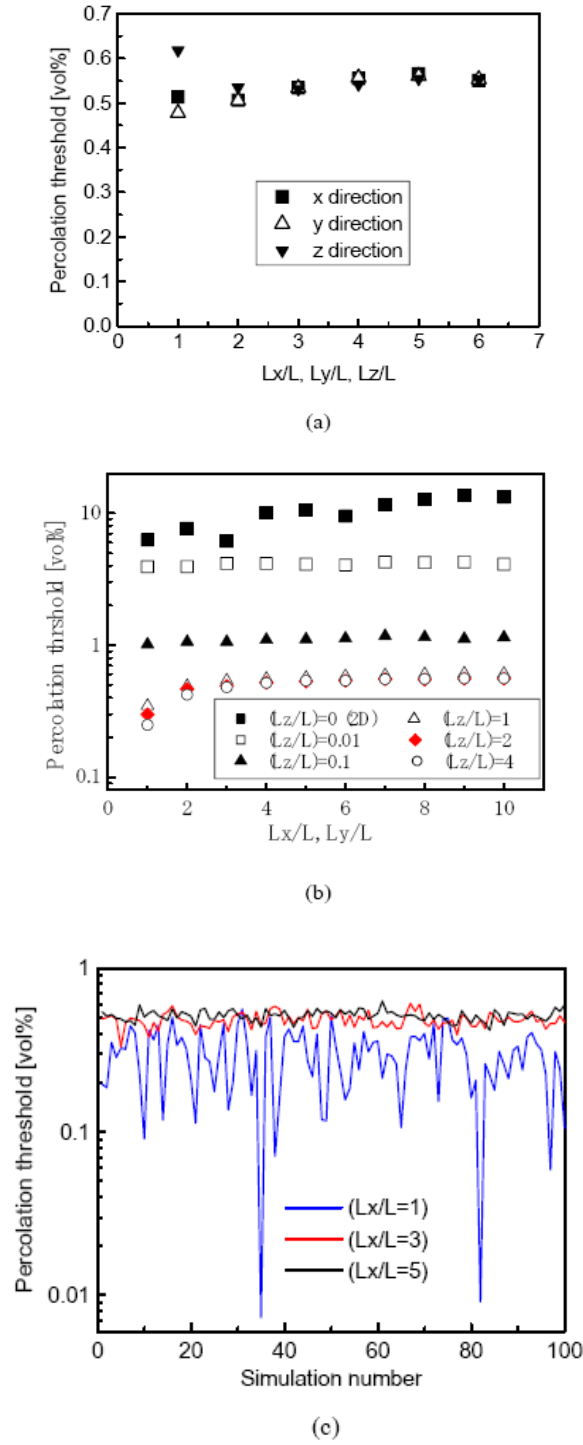 0.7
0.6
0.5
0.4
0.3
0.2
0.1
0.0
Percolation threshold [vol%]
x direction
y direction
z direction
0 1 2 3 4 5 6 7
Lx/L, Ly/L, Lz/L
(a)
10
1
0.1
Percolation thrshold [vol%]
(Lz/L)=0 (2D) (Lz/L)=1
(Lz/L)=0.01 (Lz/L)=2
(Lz/L)=0.1 (Lz/L)=4
0 2 4 6 8 10
Lx/L, Ly/L
(b)
1
0.1
0.01
Percolation threshold [vol%]
(Lx/L=1)
(Lx/L=3)
(Lx/L=5)
0 20 40 60 80 100
Simulation number
(c)